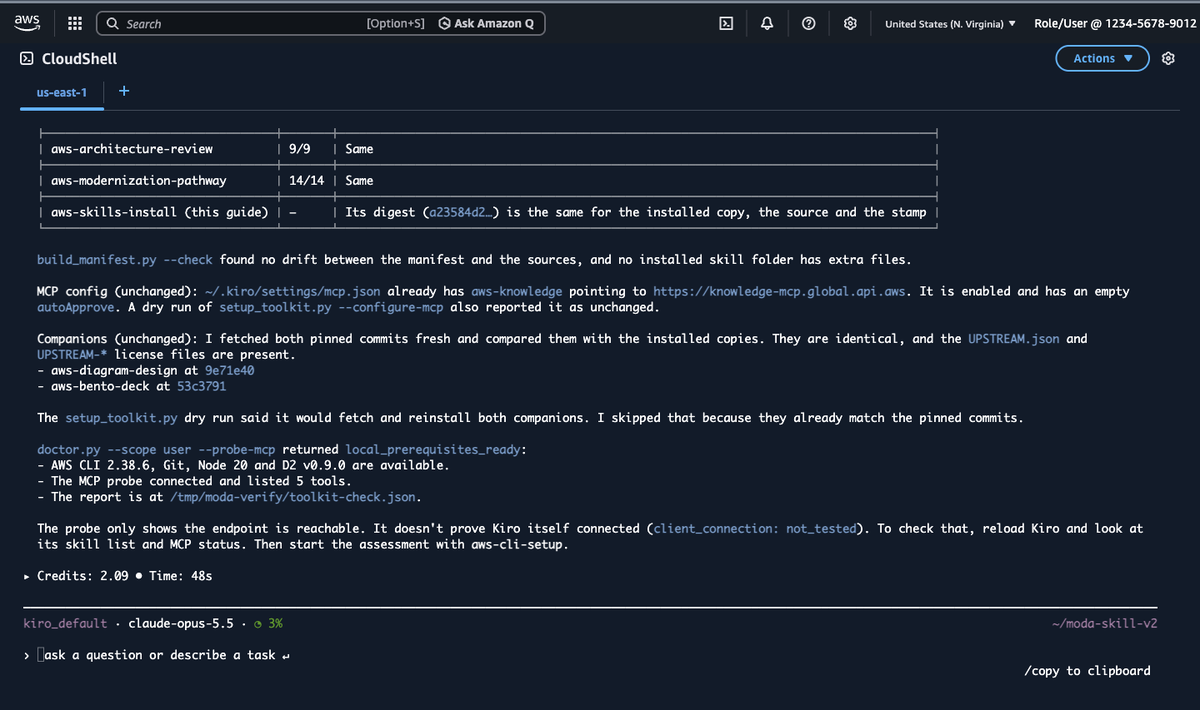 aws
Search [Option+S] Ask Amazon Q United States (N. Virginia) ▼ Role/User @ 1234-5678-9012
CloudShell Actions ▼
us-east-1 +
aws-architecture-review | 9/9 | Same
aws-modernization-pathway | 14/14 | Same
aws-skills-install (this guide) | – | Its digest (a23584d2…) is the same for the installed copy, the source and the stamp
build_manifest.py --check found no drift between the manifest and the sources, and no installed skill folder has extra files.
MCP config (unchanged): ~/.kiro/settings/mcp.json already has aws-knowledge pointing to https://knowledge-mcp.global.api.aws. It is enabled and has an empty
autoApprove. A dry run of setup_toolkit.py --configure-mcp also reported it as unchanged.
Companions (unchanged): I fetched both pinned commits fresh and compared them with the installed copies. They are identical, and the UPSTREAM.json and
UPSTREAM-* license files are present.
- aws-diagram-design at 9e71e40
- aws-bento-deck at 53c3791
The setup_toolkit.py dry run said it would fetch and reinstall both companions. I skipped that because they already match the pinned commits.
doctor.py --scope user --probe-mcp returned local_prerequisites_ready:
- AWS CLI 2.38.6, Git, Node 20 and D2 v0.9.0 are available.
- The MCP probe connected and listed 5 tools.
- The report is at /tmp/moda-verify/toolkit-check.json.
The probe only shows the endpoint is reachable. It doesn't prove Kiro itself connected (client_connection: not_tested). To check that, reload Kiro and look at
its skill list and MCP status. Then start the assessment with aws-cli-setup.
▸ Credits: 2.09 • Time: 48s
kiro_default · claude-opus-5.5 · ◔ 3% ~/moda-skill-v2
› ask a question or describe a task ↵
/copy to clipboard